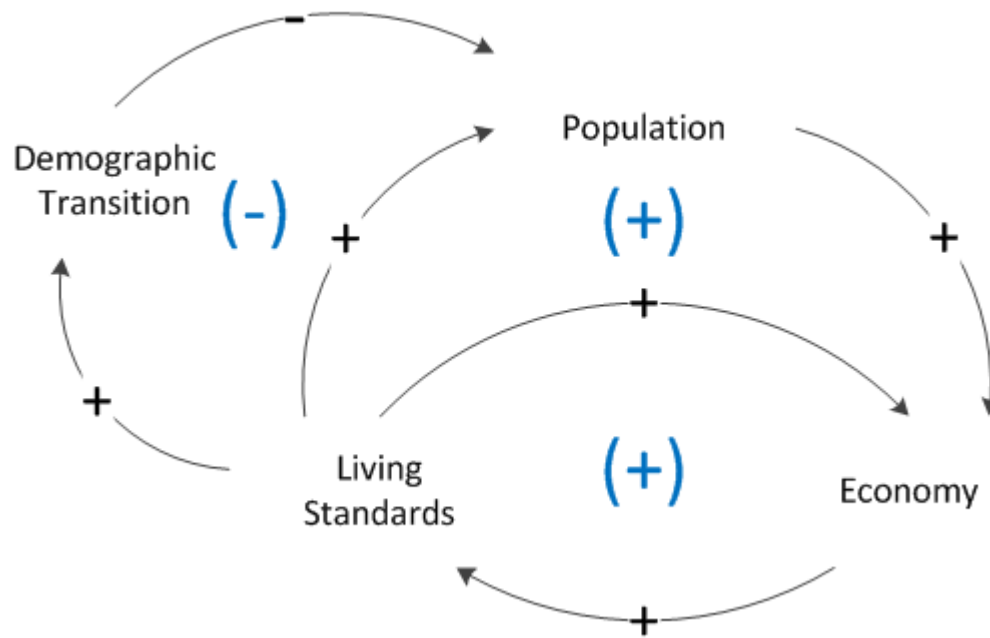 -
Population
Demographic
Transition
(-)
(+)
+
+
+
+
Living
Standards
(+)
Economy
+